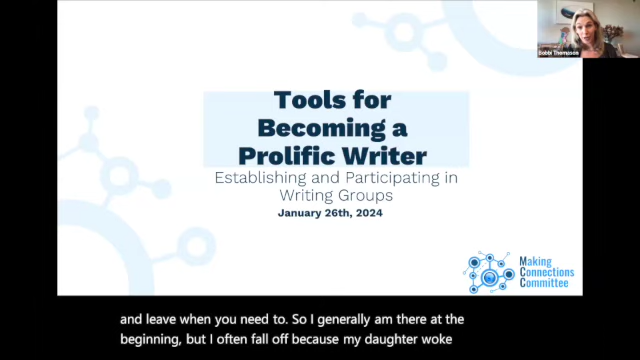 Bobbi Thomason
Tools for
Becoming a
Prolific Writer
Establishing and Participating in
Writing Groups
January 26th, 2024
Making
Connections
Committee
and leave when you need to. So I generally am there at the
beginning, but I often fall off because my daughter woke